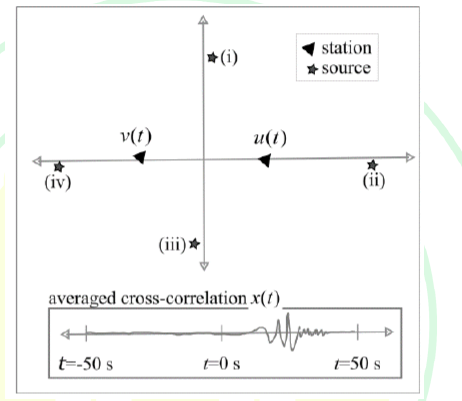 (i)
station
source
v(t)
u(t)
(iv)
(ii)
(iii)
averaged cross-correlation x(t)
t=-50 s
t=0 s
t=50 s